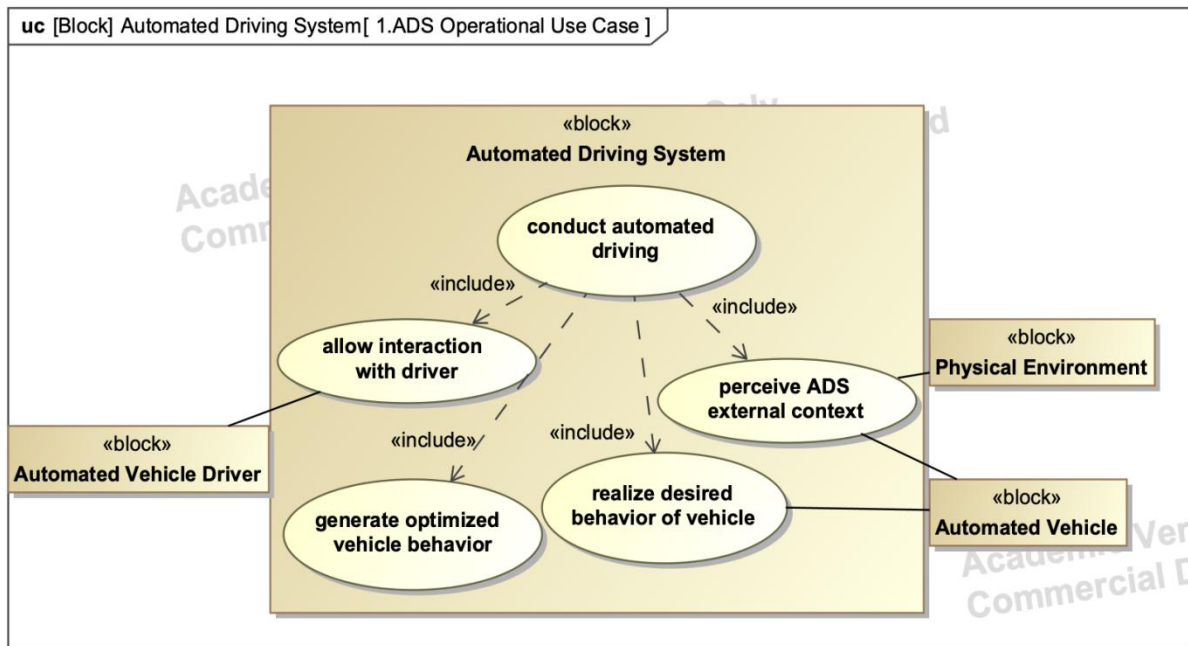 uc [Block] Automated Driving System[ 1.ADS Operational Use Case ]
«block»
Automated Driving System
conduct automated
driving
«include»
«include»
allow interaction
with driver
«block»
Physical Environment
perceive ADS
external context
«include»
«include»
«block»
Automated Vehicle Driver
realize desired
behavior of vehicle
«block»
Automated Vehicle
generate optimized
vehicle behavior
Commercial D